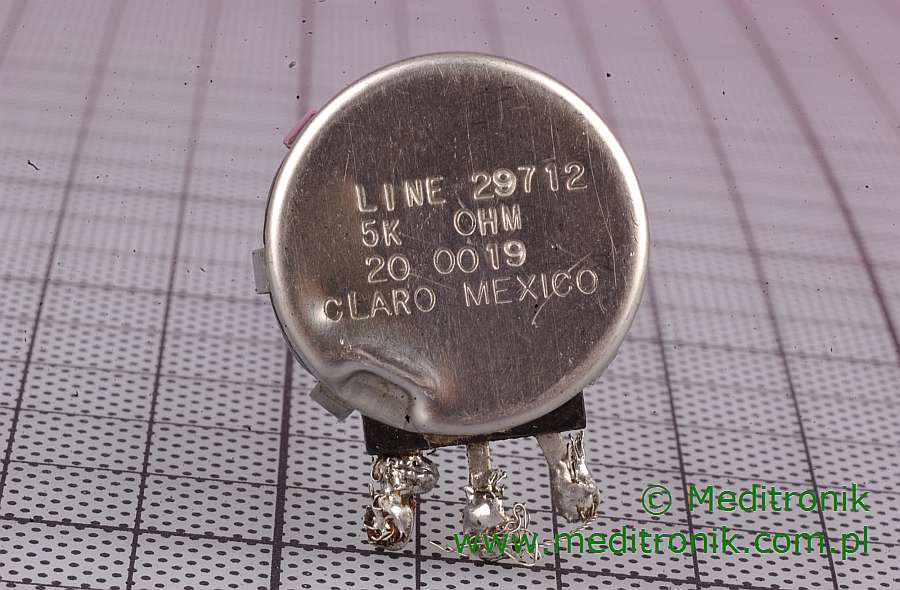 LINE 29712
5K OHM
20 0019
CLARO MEXICO
© Meditronik
www.meditronik.com.pl